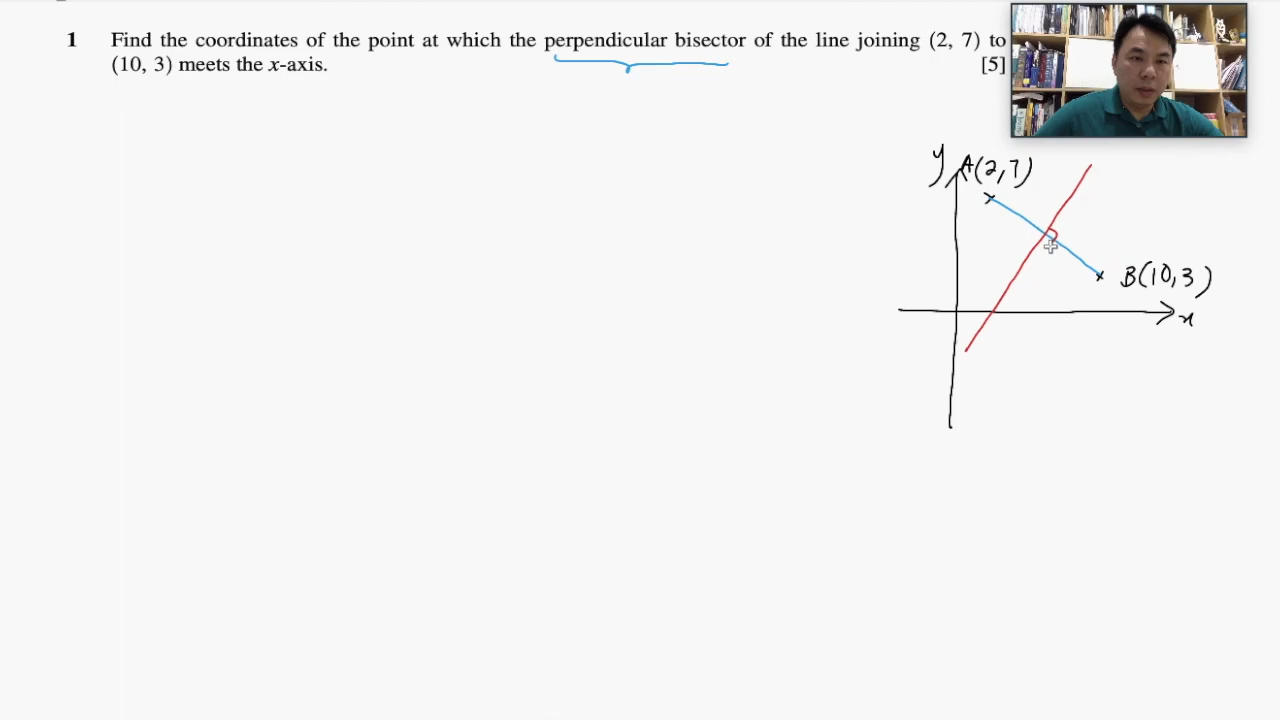 1 Find the coordinates of the point at which the perpendicular bisector of the line joining (2, 7) to
(10, 3) meets the x-axis. [5]
y A(2,7)
B(10,3)
x